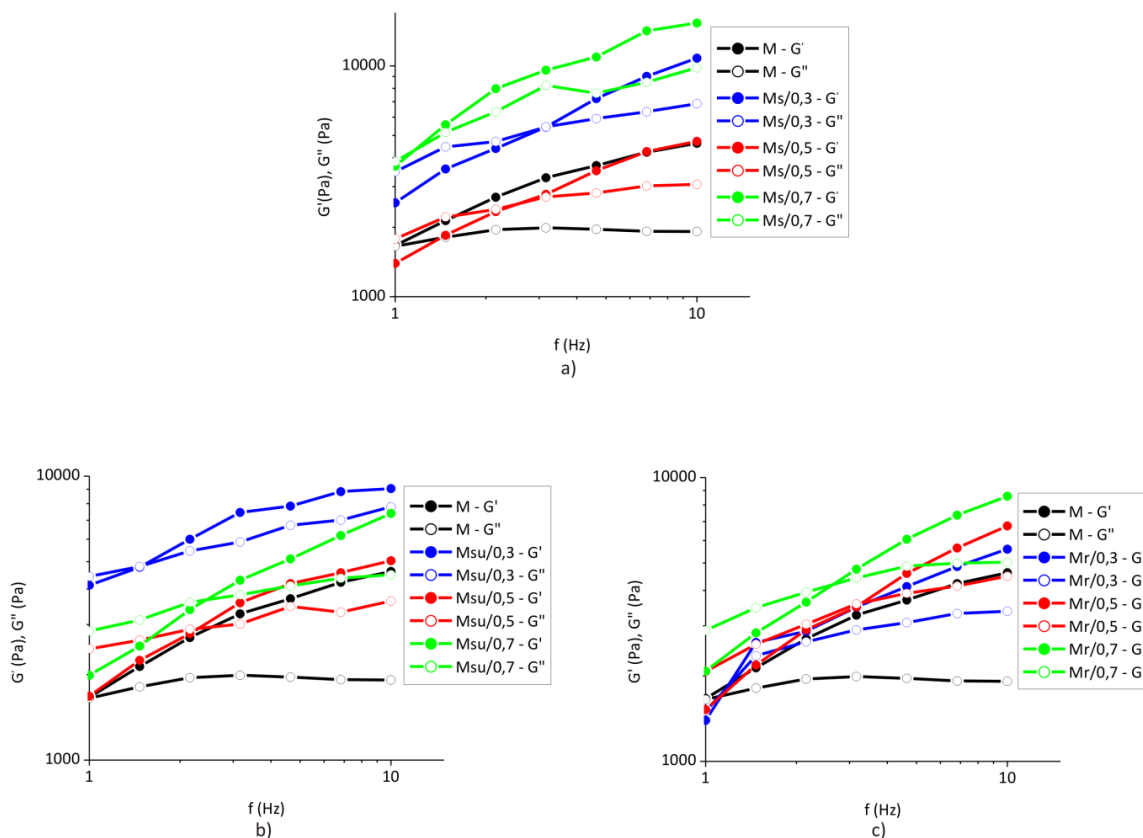 10000
1000
G'(Pa), G" (Pa)
1
10
f (Hz)
a)
M - G'
M - G"
Ms/0,3 - G'
Ms/0,3 - G"
Ms/0,5 - G'
Ms/0,5 - G"
Ms/0,7 - G'
Ms/0,7 - G"
10000
1000
G' (Pa), G" (Pa)
1
10
f (Hz)
b)
M - G'
M - G"
Msu/0,3 - G'
Msu/0,3 - G"
Msu/0,5 - G'
Msu/0,5 - G"
Msu/0,7 - G'
Msu/0,7 - G"
10000
1000
G' (Pa), G" (Pa)
1
10
f (Hz)
c)
M - G'
M - G"
Mr/0,3 - G
Mr/0,3 - G
Mr/0,5 - G
Mr/0,5 - G
Mr/0,7 - G
Mr/0,7 - G